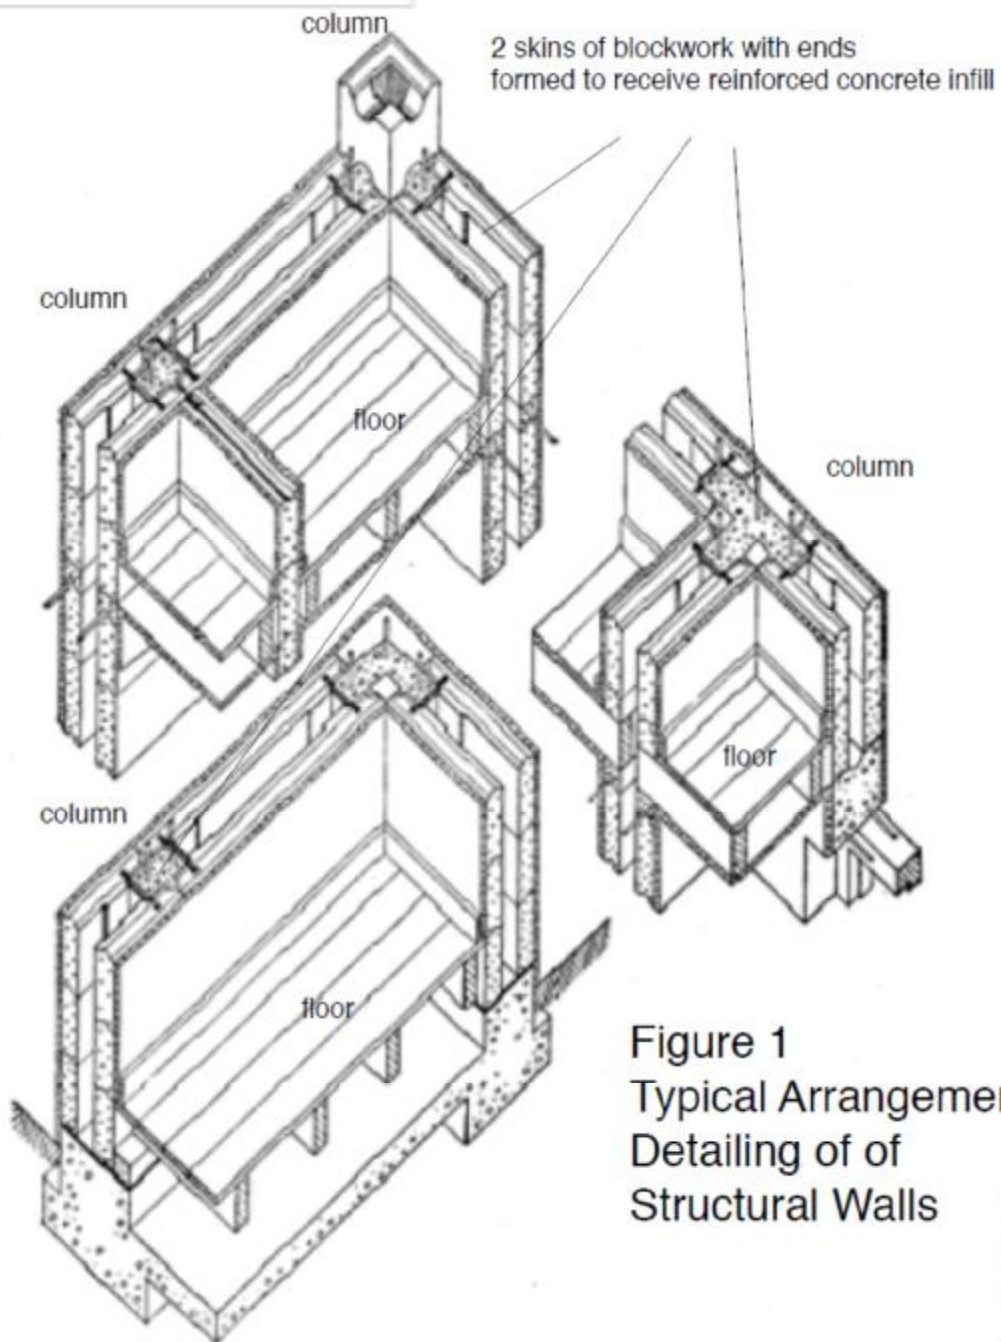 column
2 skins of blockwork with ends
formed to receive reinforced concrete infill
column
floor
column
floor
column
floor
Figure 1
Typical Arrangemen
Detailing of of
Structural Walls